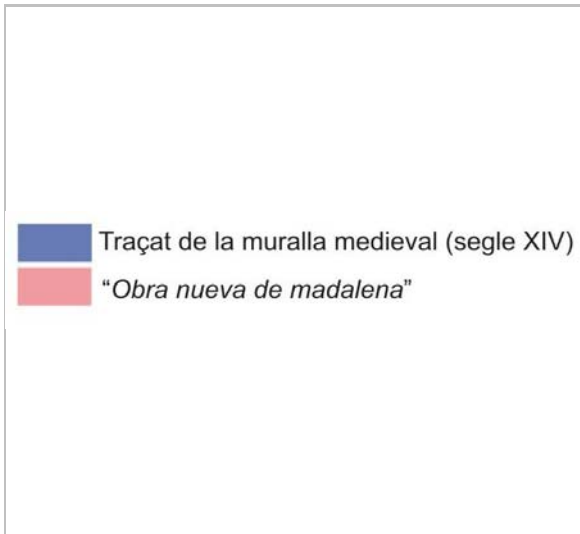 Traçat de la muralla medieval (segle XIV)
“Obra nueva de madalena”